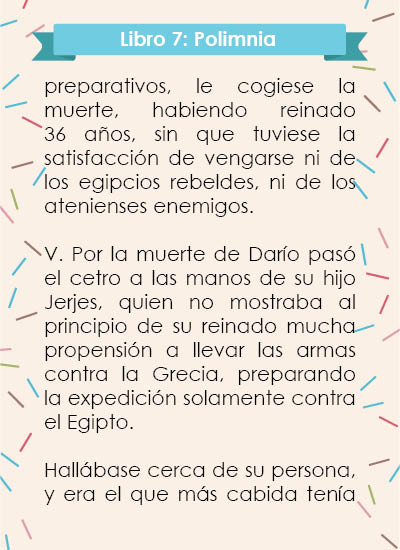 Libro 7: Polimnia
preparativos, le cogiese la
muerte, habiendo reinado
36 años, sin que tuviese la
satisfacción de vengarse ni de
los egipcios rebeldes, ni de los
atenienses enemigos.
V. Por la muerte de Darío pasó
el cetro a las manos de su hijo
Jerjes, quien no mostraba al
principio de su reinado mucha
propensión a llevar las armas
contra la Grecia, preparando
la expedición solamente contra
el Egipto.
Hallábase cerca de su persona,
y era el que más cabida tenía